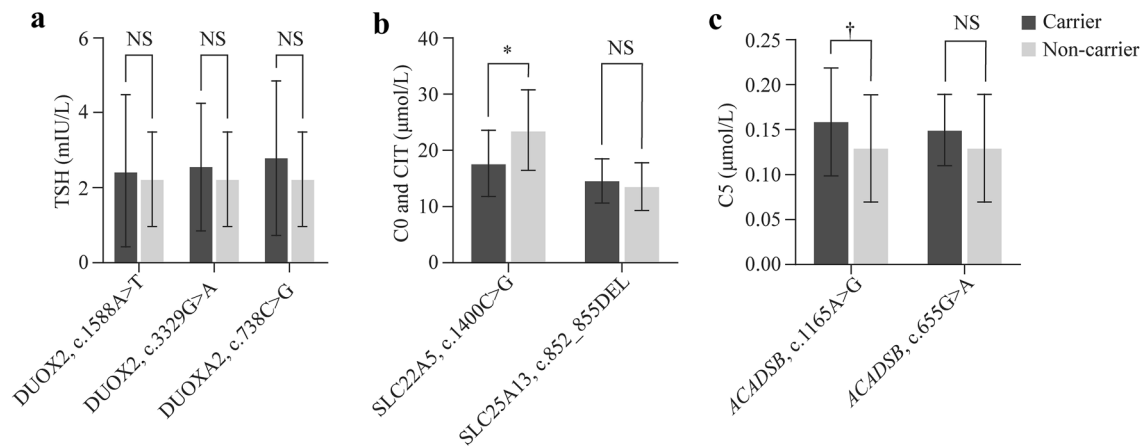 a
NS
NS
NS
6
4
2
0
TSH (mIU/L)
DUOX2, c.1588A>T
DUOX2, c.3329G>A
DUOXA2, c.738C>G
b
*
NS
40
30
20
10
0
C0 and CIT (μmol/L)
SLC22A5, c.1400C>G
SLC25A13, c.852_855DEL
c
†
NS
0.25
0.20
0.15
0.10
0.05
0.00
C5 (μmol/L)
ACADSB, c.1165A>G
ACADSB, c.655G>A
Carrier
Non-carrier